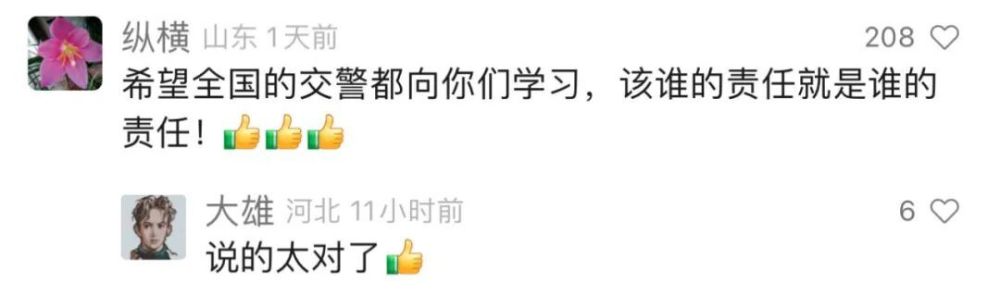 纵横 山东 1天前 208
希望全国的交警都向你们学习，该谁的责任就是谁的
责任！👍👍👍
大雄 河北 11小时前 6
说的太对了👍